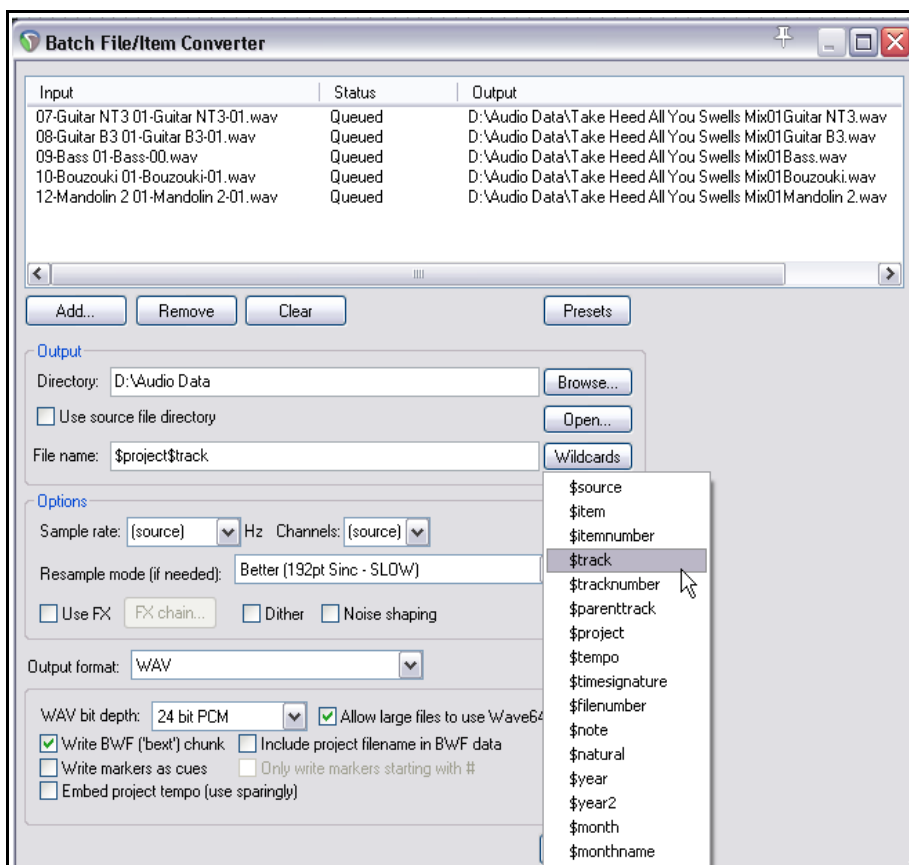 Batch File/Item Converter
Input Status Output
07-Guitar NT3 01-Guitar NT3-01.wav Queued D:\Audio Data\Take Heed All You Swells Mix01Guitar NT3.wav
08-Guitar B3 01-Guitar B3-01.wav Queued D:\Audio Data\Take Heed All You Swells Mix01Guitar B3.wav
09-Bass 01-Bass-00.wav Queued D:\Audio Data\Take Heed All You Swells Mix01Bass.wav
10-Bouzouki 01-Bouzouki-01.wav Queued D:\Audio Data\Take Heed All You Swells Mix01Bouzouki.wav
12-Mandolin 2 01-Mandolin 2-01.wav Queued D:\Audio Data\Take Heed All You Swells Mix01Mandolin 2.wav
Add... Remove Clear Presets
Output
Directory: D:\Audio Data Browse...
Use source file directory Open...
File name: $project$track Wildcards
Options
Sample rate: (source) Hz Channels: (source)
Resample mode (if needed): Better (192pt Sinc - SLOW)
Use FX FX chain... Dither Noise shaping
Output format: WAV
WAV bit depth: 24 bit PCM Allow large files to use Wave64
Write BWF ('bext') chunk Include project filename in BWF data
Write markers as cues Only write markers starting with #
Embed project tempo (use sparingly)
$source
$item
$itemnumber
$track
$tracknumber
$parenttrack
$project
$tempo
$timesignature
$filenumber
$note
$natural
$year
$year2
$month
$monthname